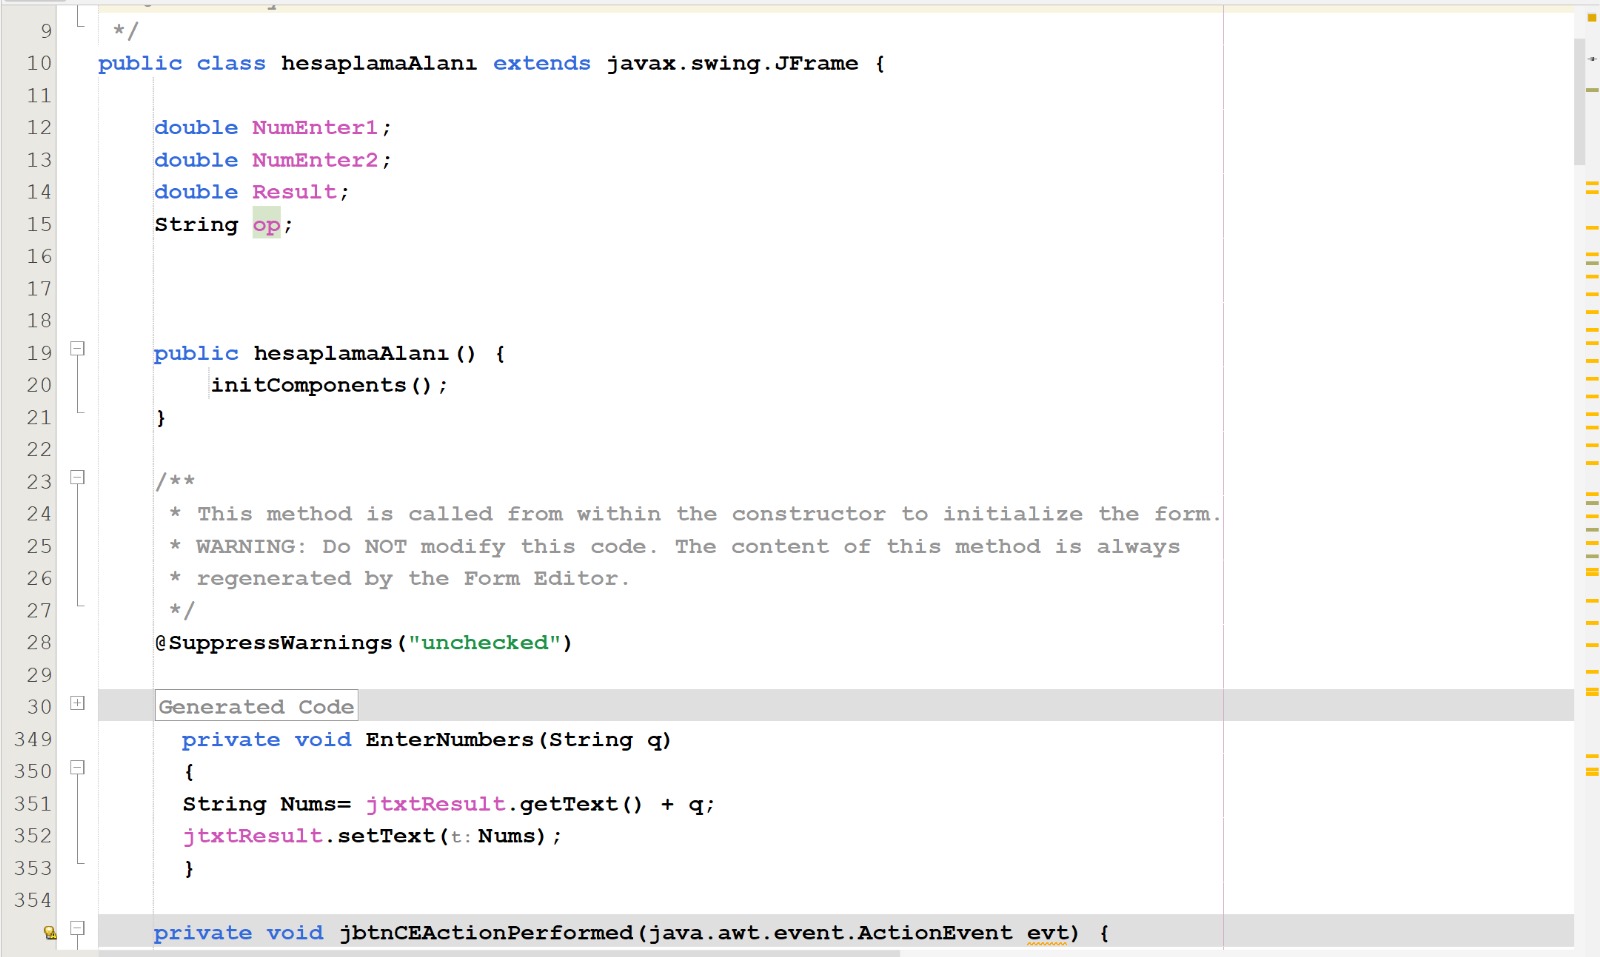 9 */
10 public class hesaplamaAlanı extends javax.swing.JFrame {
11
12 double NumEnter1;
13 double NumEnter2;
14 double Result;
15 String op;
16
17
18
19 public hesaplamaAlanı() {
20 initComponents();
21 }
22
23 /**
24 * This method is called from within the constructor to initialize the form.
25 * WARNING: Do NOT modify this code. The content of this method is always
26 * regenerated by the Form Editor.
27 */
28 @SuppressWarnings("unchecked")
29
30 Generated Code
349 private void EnterNumbers(String q)
350 {
351 String Nums= jtxtResult.getText() + q;
352 jtxtResult.setText(t: Nums);
353 }
354
private void jbtnCEActionPerformed(java.awt.event.ActionEvent evt) {